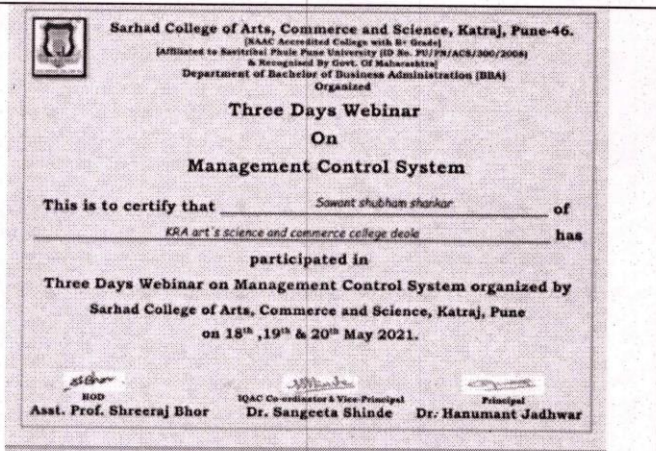 Sarhad College of Arts, Commerce and Science, Katraj, Pune-46.
[NAAC Accredited College with B+ Grade]
[Affiliated to Savitribai Phule Pune University (ID No. PU/PN/ACS/300/2008)
& Recognised By Govt. Of Maharashtra]
Department of Bachelor of Business Administration (BBA)
Organized
Three Days Webinar
On
Management Control System
This is to certify that Sawant shubham shankar of
KRA art's science and commerce college deola has
participated in
Three Days Webinar on Management Control System organized by
Sarhad College of Arts, Commerce and Science, Katraj, Pune
on 18th ,19th & 20th May 2021.
HOD IQAC Co-ordinator & Vice-Principal Principal
Asst. Prof. Shreeraj Bhor Dr. Sangeeta Shinde Dr. Hanumant Jadhwar